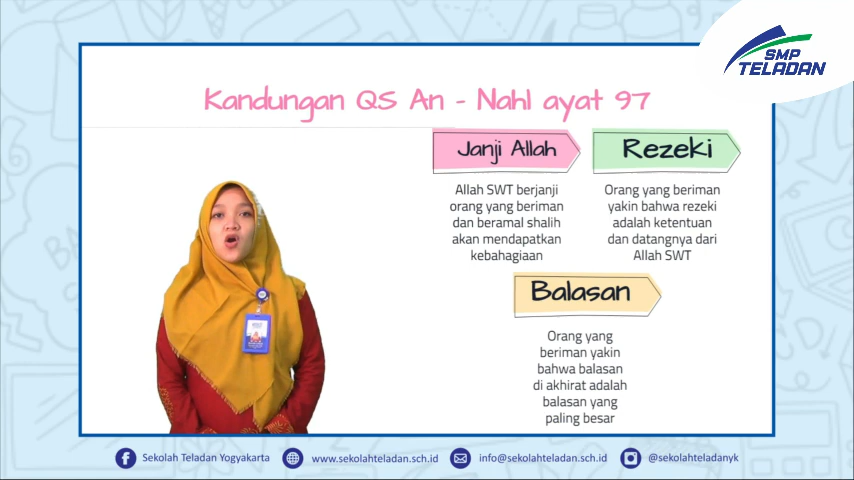 SMP
TELADAN
Kandungan QS An - Nahl ayat 97
Janji Allah
Allah SWT berjanji
orang yang beriman
dan beramal shalih
akan mendapatkan
kebahagiaan
Rezeki
Orang yang beriman
yakin bahwa rezeki
adalah ketentuan
dan datangnya dari
Allah SWT
Balasan
Orang yang
beriman yakin
bahwa balasan
di akhirat adalah
balasan yang
paling besar
Sekolah Teladan Yogyakarta
www.sekolahteladan.sch.id
info@sekolahteladan.sch.id
@sekolahteladanyk